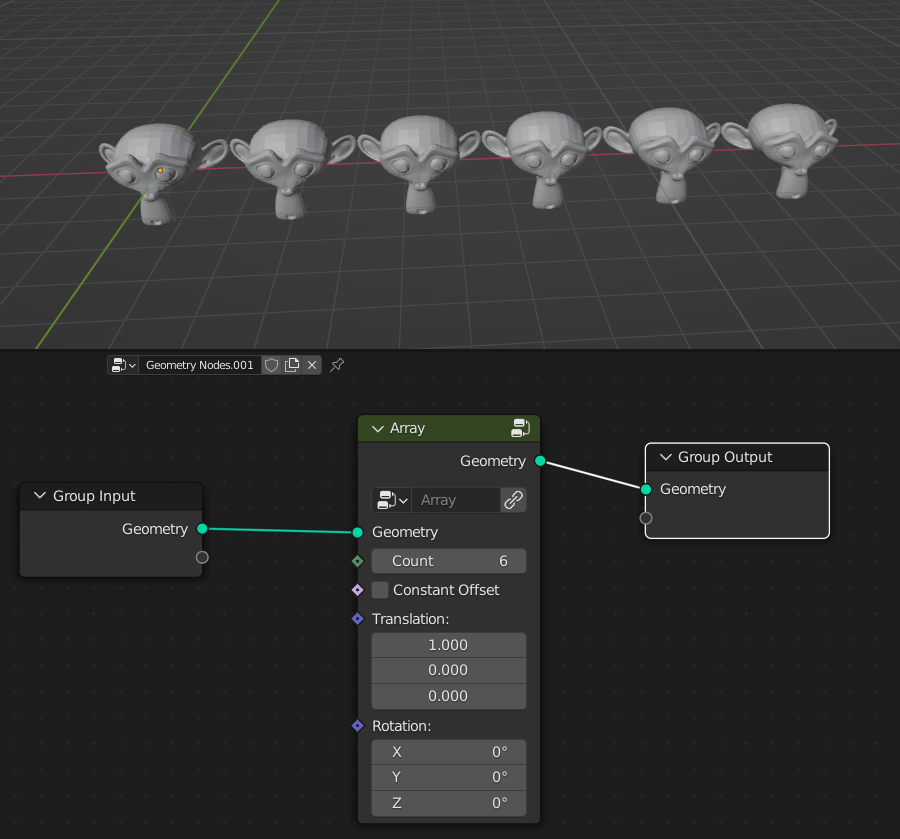 Geometry Nodes.001
Array
Geometry
Array
Geometry
Count 6
Constant Offset
Translation:
1.000
0.000
0.000
Rotation:
X 0°
Y 0°
Z 0°
Group Input
Geometry
Group Output
Geometry